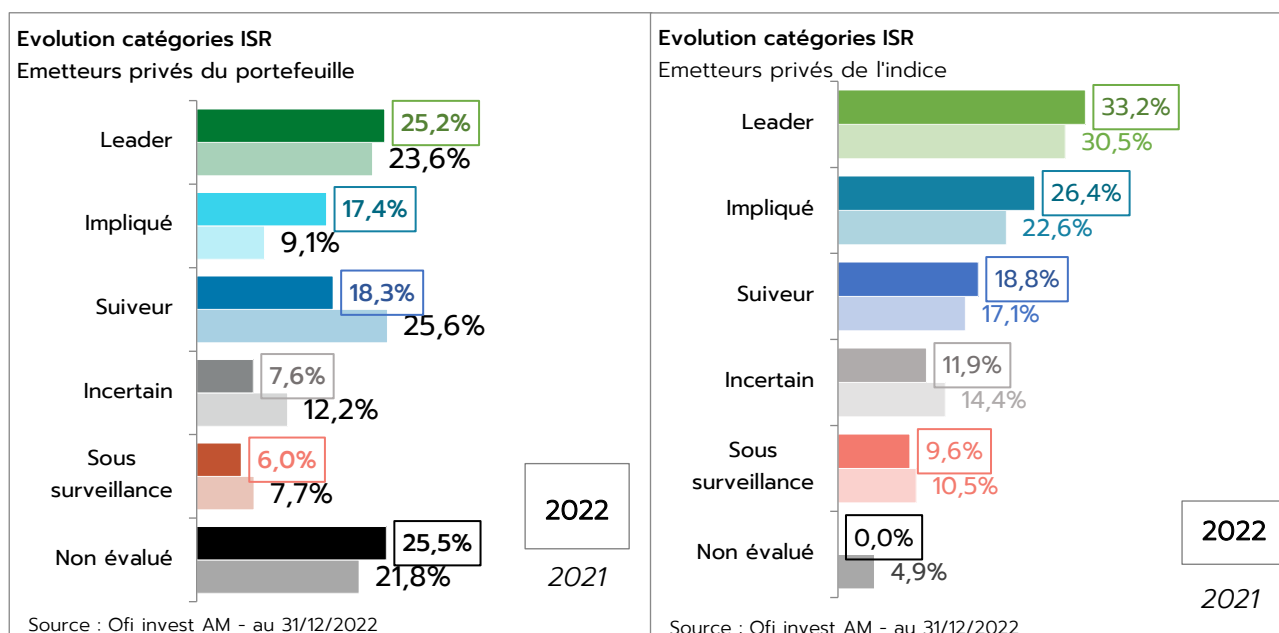 Evolution catégories ISR
Emetteurs privés du portefeuille
Leader
25,2%
23,6%
Impliqué
17,4%
9,1%
Suiveur
18,3%
25,6%
Incertain
7,6%
12,2%
Sous
surveillance
6,0%
7,7%
Non évalué
25,5%
21,8%
2022
2021
Source : Ofi invest AM - au 31/12/2022
Evolution catégories ISR
Emetteurs privés de l'indice
Leader
33,2%
30,5%
Impliqué
26,4%
22,6%
Suiveur
18,8%
17,1%
Incertain
11,9%
14,4%
Sous
surveillance
9,6%
10,5%
Non évalué
0,0%
4,9%
2022
2021
Source : Ofi invest AM - au 31/12/2022